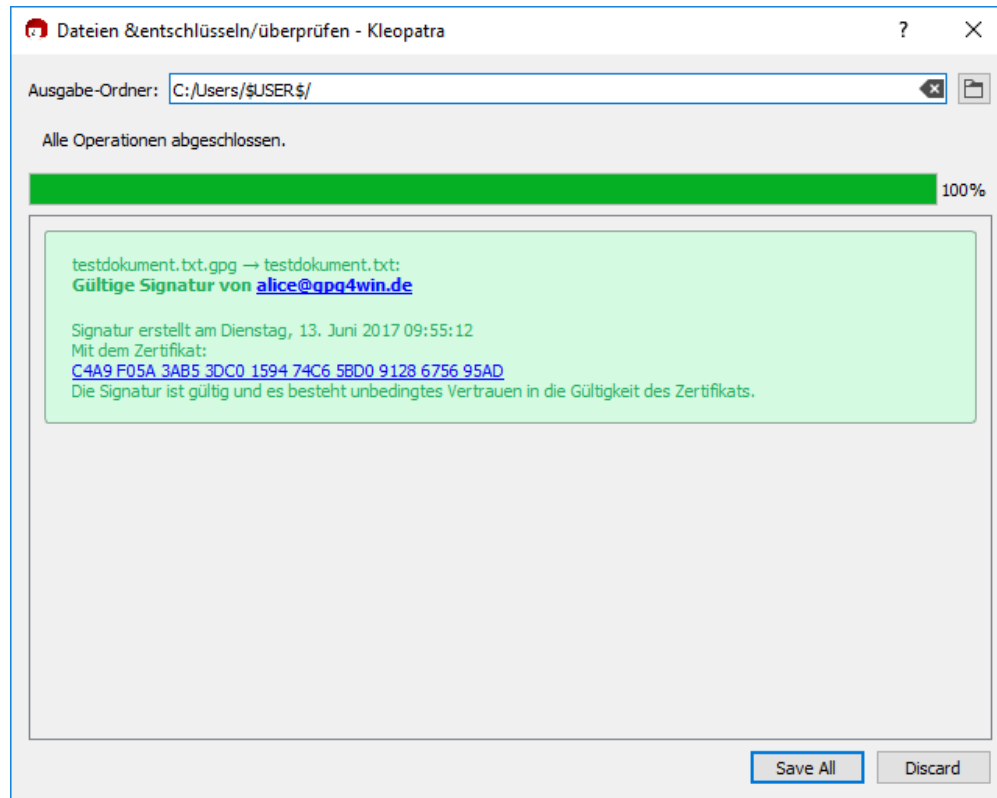 Dateien &entschlüsseln/überprüfen - Kleopatra
?
Ausgabe-Ordner: C:/Users/$USER$/
Alle Operationen abgeschlossen.
100%
testdokument.txt.gpg → testdokument.txt:
Gültige Signatur von alice@gpg4win.de
Signatur erstellt am Dienstag, 13. Juni 2017 09:55:12
Mit dem Zertifikat:
C4A9 F05A 3AB5 3DC0 1594 74C6 5BD0 9128 6756 95AD
Die Signatur ist gültig und es besteht unbedingtes Vertrauen in die Gültigkeit des Zertifikats.
Save All Discard